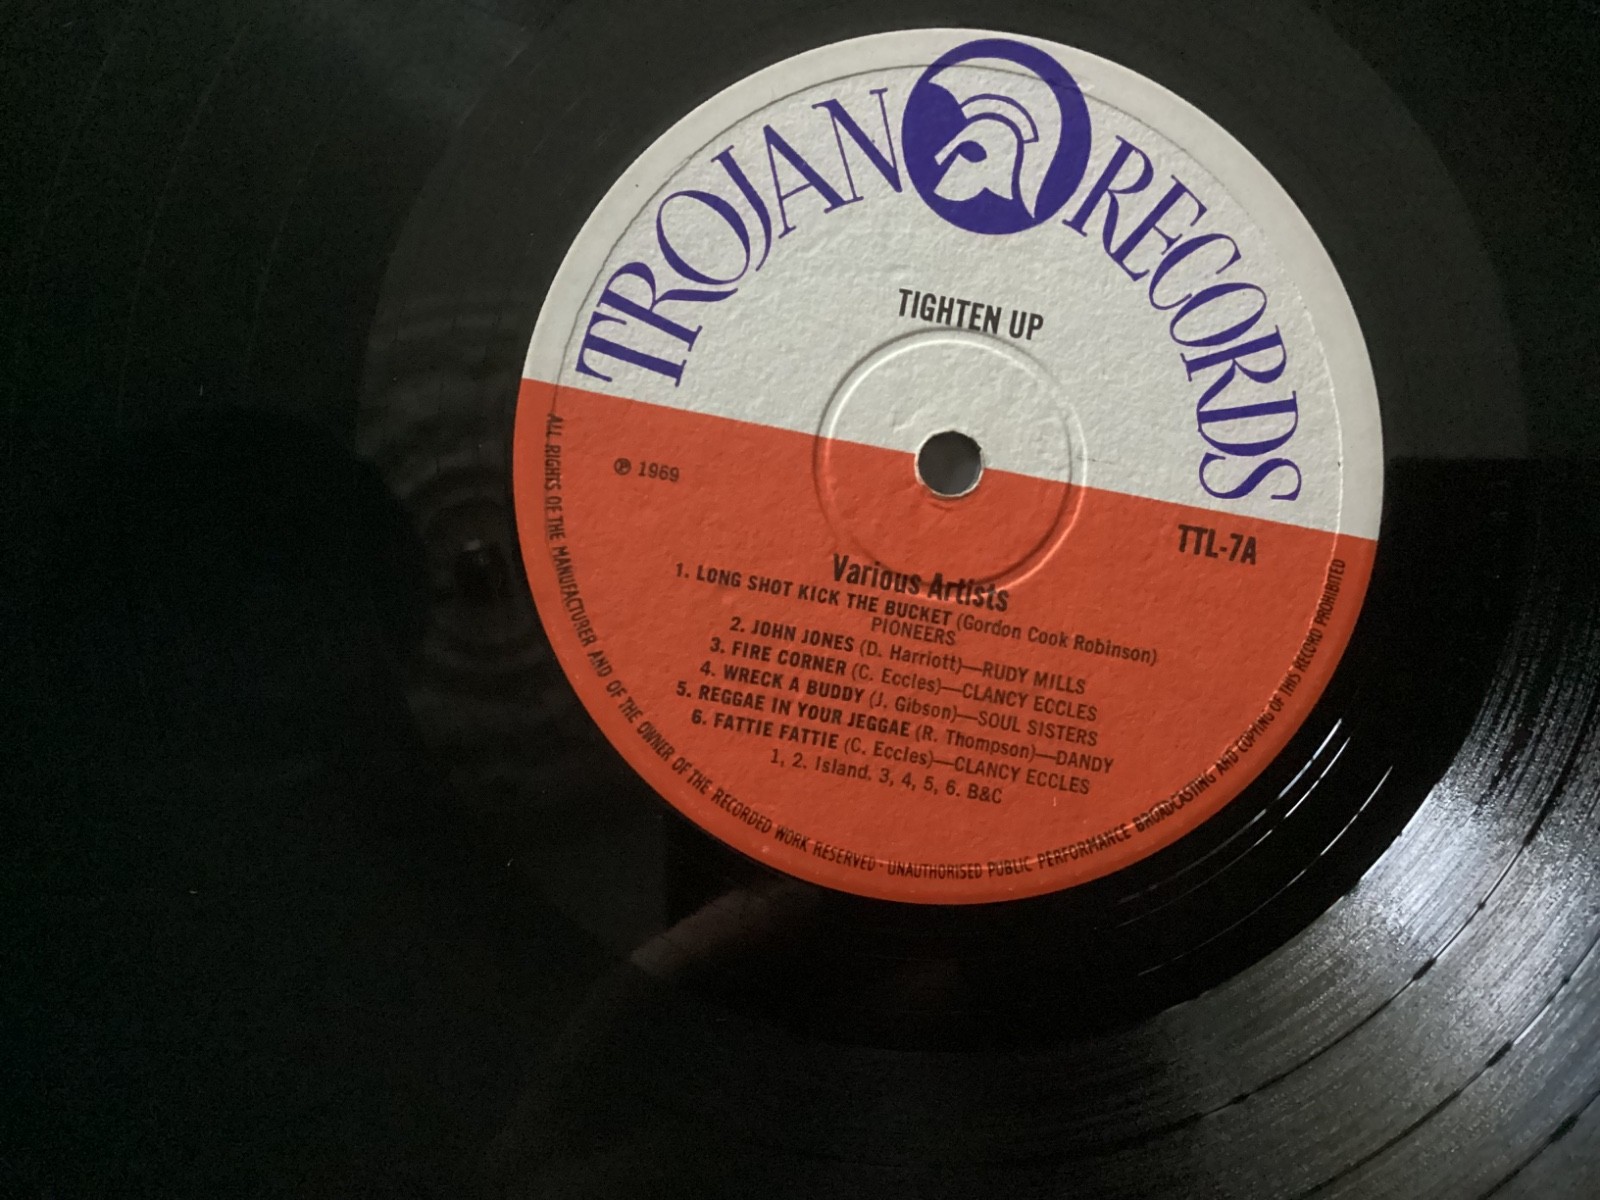 TROJAN RECORDS
TIGHTEN UP
℗ 1969
TTL-7A
Various Artists
1. LONG SHOT KICK THE BUCKET (Gordon Cook Robinson)
PIONEERS
2. JOHN JONES (D. Harriott)—RUDY MILLS
3. FIRE CORNER (C. Eccles)—CLANCY ECCLES
4. WRECK A BUDDY (J. Gibson)—SOUL SISTERS
5. REGGAE IN YOUR JEGGAE (R. Thompson)—DANDY
6. FATTIE FATTIE (C. Eccles)—CLANCY ECCLES
1, 2. Island. 3, 4, 5, 6. B&C
ALL RIGHTS OF THE MANUFACTURER AND OF THE OWNER OF THE RECORDED WORK RESERVED · UNAUTHORISED PUBLIC PERFORMANCE BROADCASTING AND COPYING OF THIS RECORD PROHIBITED